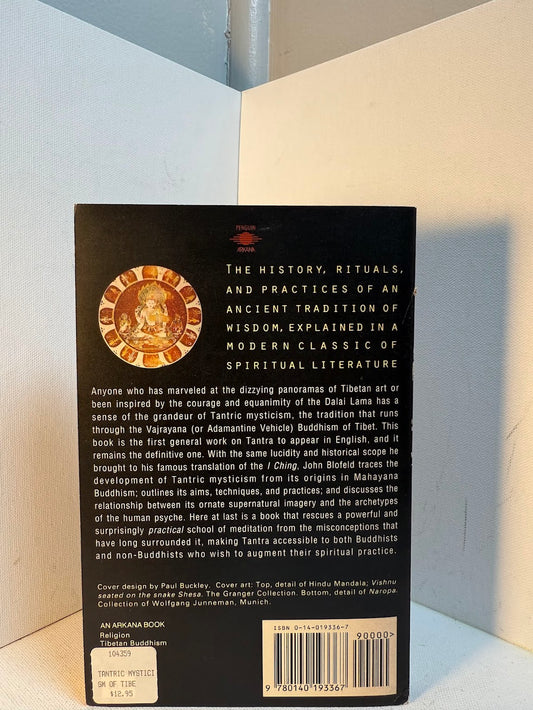 PENGUIN
ARKANA
THE HISTORY, RITUALS,
AND PRACTICES OF AN
ANCIENT TRADITION OF
WISDOM, EXPLAINED IN A
MODERN CLASSIC OF
SPIRITUAL LITERATURE
Anyone who has marveled at the dizzying panoramas of Tibetan art or
been inspired by the courage and equanimity of the Dalai Lama has a
sense of the grandeur of Tantric mysticism, the tradition that runs
through the Vajrayana (or Adamantine Vehicle) Buddhism of Tibet. This
book is the first general work on Tantra to appear in English, and it
remains the definitive one. With the same lucidity and historical scope he
brought to his famous translation of the I Ching, John Blofeld traces the
development of Tantric mysticism from its origins in Mahayana
Buddhism; outlines its aims, techniques, and practices; and discusses the
relationship between its ornate supernatural imagery and the archetypes
of the human psyche. Here at last is a book that rescues a powerful and
surprisingly practical school of meditation from the misconceptions that
have long surrounded it, making Tantra accessible to both Buddhists
and non-Buddhists who wish to augment their spiritual practice.
Cover design by Paul Buckley. Cover art: Top, detail of Hindu Mandala; Vishnu
seated on the snake Shesa. The Granger Collection. Bottom, detail of Naropa.
Collection of Wolfgang Junneman, Munich.
AN ARKANA BOOK
Religion
Tibetan Buddhism
104359
TANTRIC MYSTICI
SM OF TIBE
$12.95
ISBN 0-14-019336-7
90000>
9 780140 193367